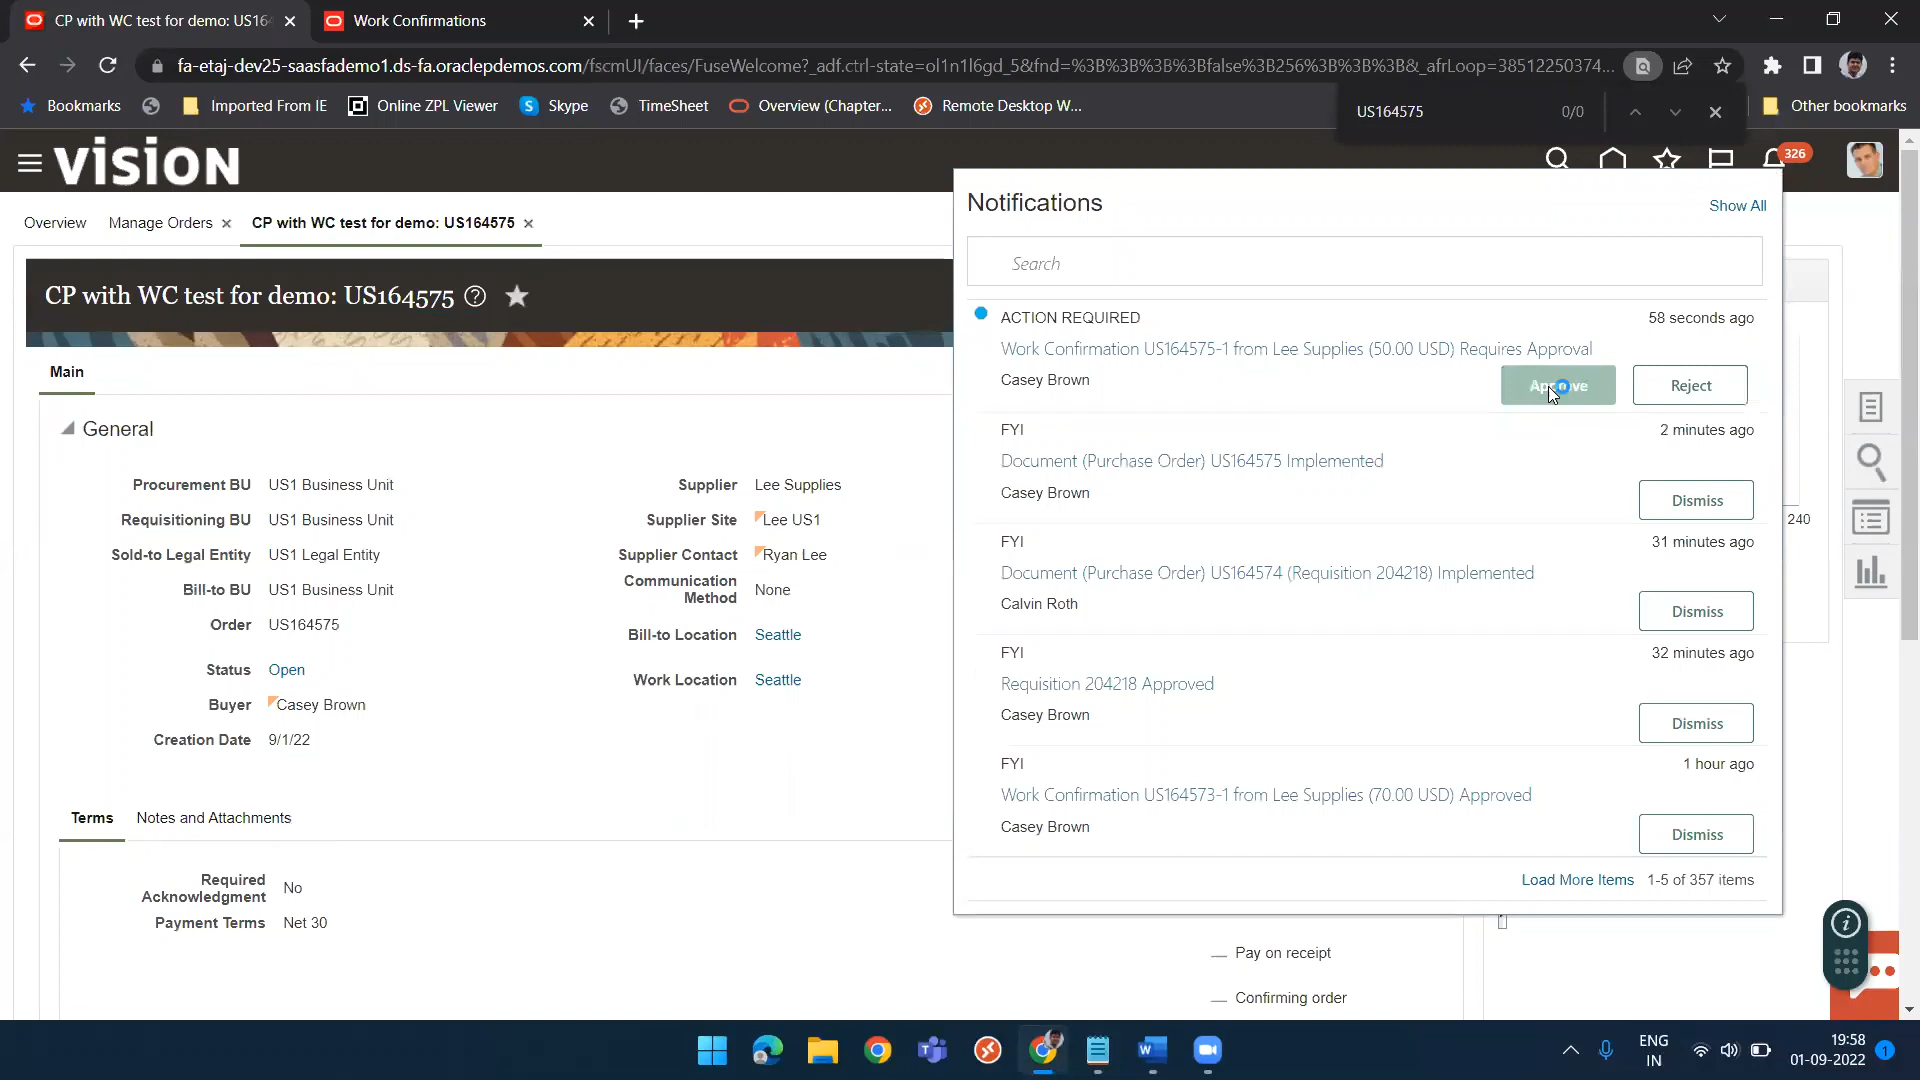 CP with WC test for demo: US164
Work Confirmations
fa-etaj-dev25-saasfademo1.ds-fa.oraclepdemos.com/fscmUI/faces/FuseWelcome?_adf.ctrl-state=ol1n1l6gd_5&fnd=%3B%3B%3B%3Bfalse%3B256%3B%3B%3B&_afrLoop=38512250374...
Bookmarks
Imported From IE
Online ZPL Viewer
Skype
TimeSheet
Overview (Chapter...
Remote Desktop W...
Other bookmarks
US164575 0/0
VISION
326
Overview
Manage Orders
CP with WC test for demo: US164575
CP with WC test for demo: US164575
Main
General
Procurement BU US1 Business Unit
Requisitioning BU US1 Business Unit
Sold-to Legal Entity US1 Legal Entity
Bill-to BU US1 Business Unit
Order US164575
Status Open
Buyer Casey Brown
Creation Date 9/1/22
Supplier Lee Supplies
Supplier Site Lee US1
Supplier Contact Ryan Lee
Communication
Method None
Bill-to Location Seattle
Work Location Seattle
Terms
Notes and Attachments
Required
Acknowledgment No
Payment Terms Net 30
Pay on receipt
Confirming order
240
Notifications
Show All
Search
ACTION REQUIRED 58 seconds ago
Work Confirmation US164575-1 from Lee Supplies (50.00 USD) Requires Approval
Casey Brown
Approve Reject
FYI 2 minutes ago
Document (Purchase Order) US164575 Implemented
Casey Brown
Dismiss
FYI 31 minutes ago
Document (Purchase Order) US164574 (Requisition 204218) Implemented
Calvin Roth
Dismiss
FYI 32 minutes ago
Requisition 204218 Approved
Casey Brown
Dismiss
FYI 1 hour ago
Work Confirmation US164573-1 from Lee Supplies (70.00 USD) Approved
Casey Brown
Dismiss
Load More Items 1-5 of 357 items
ENG
IN
19:58
01-09-2022
1